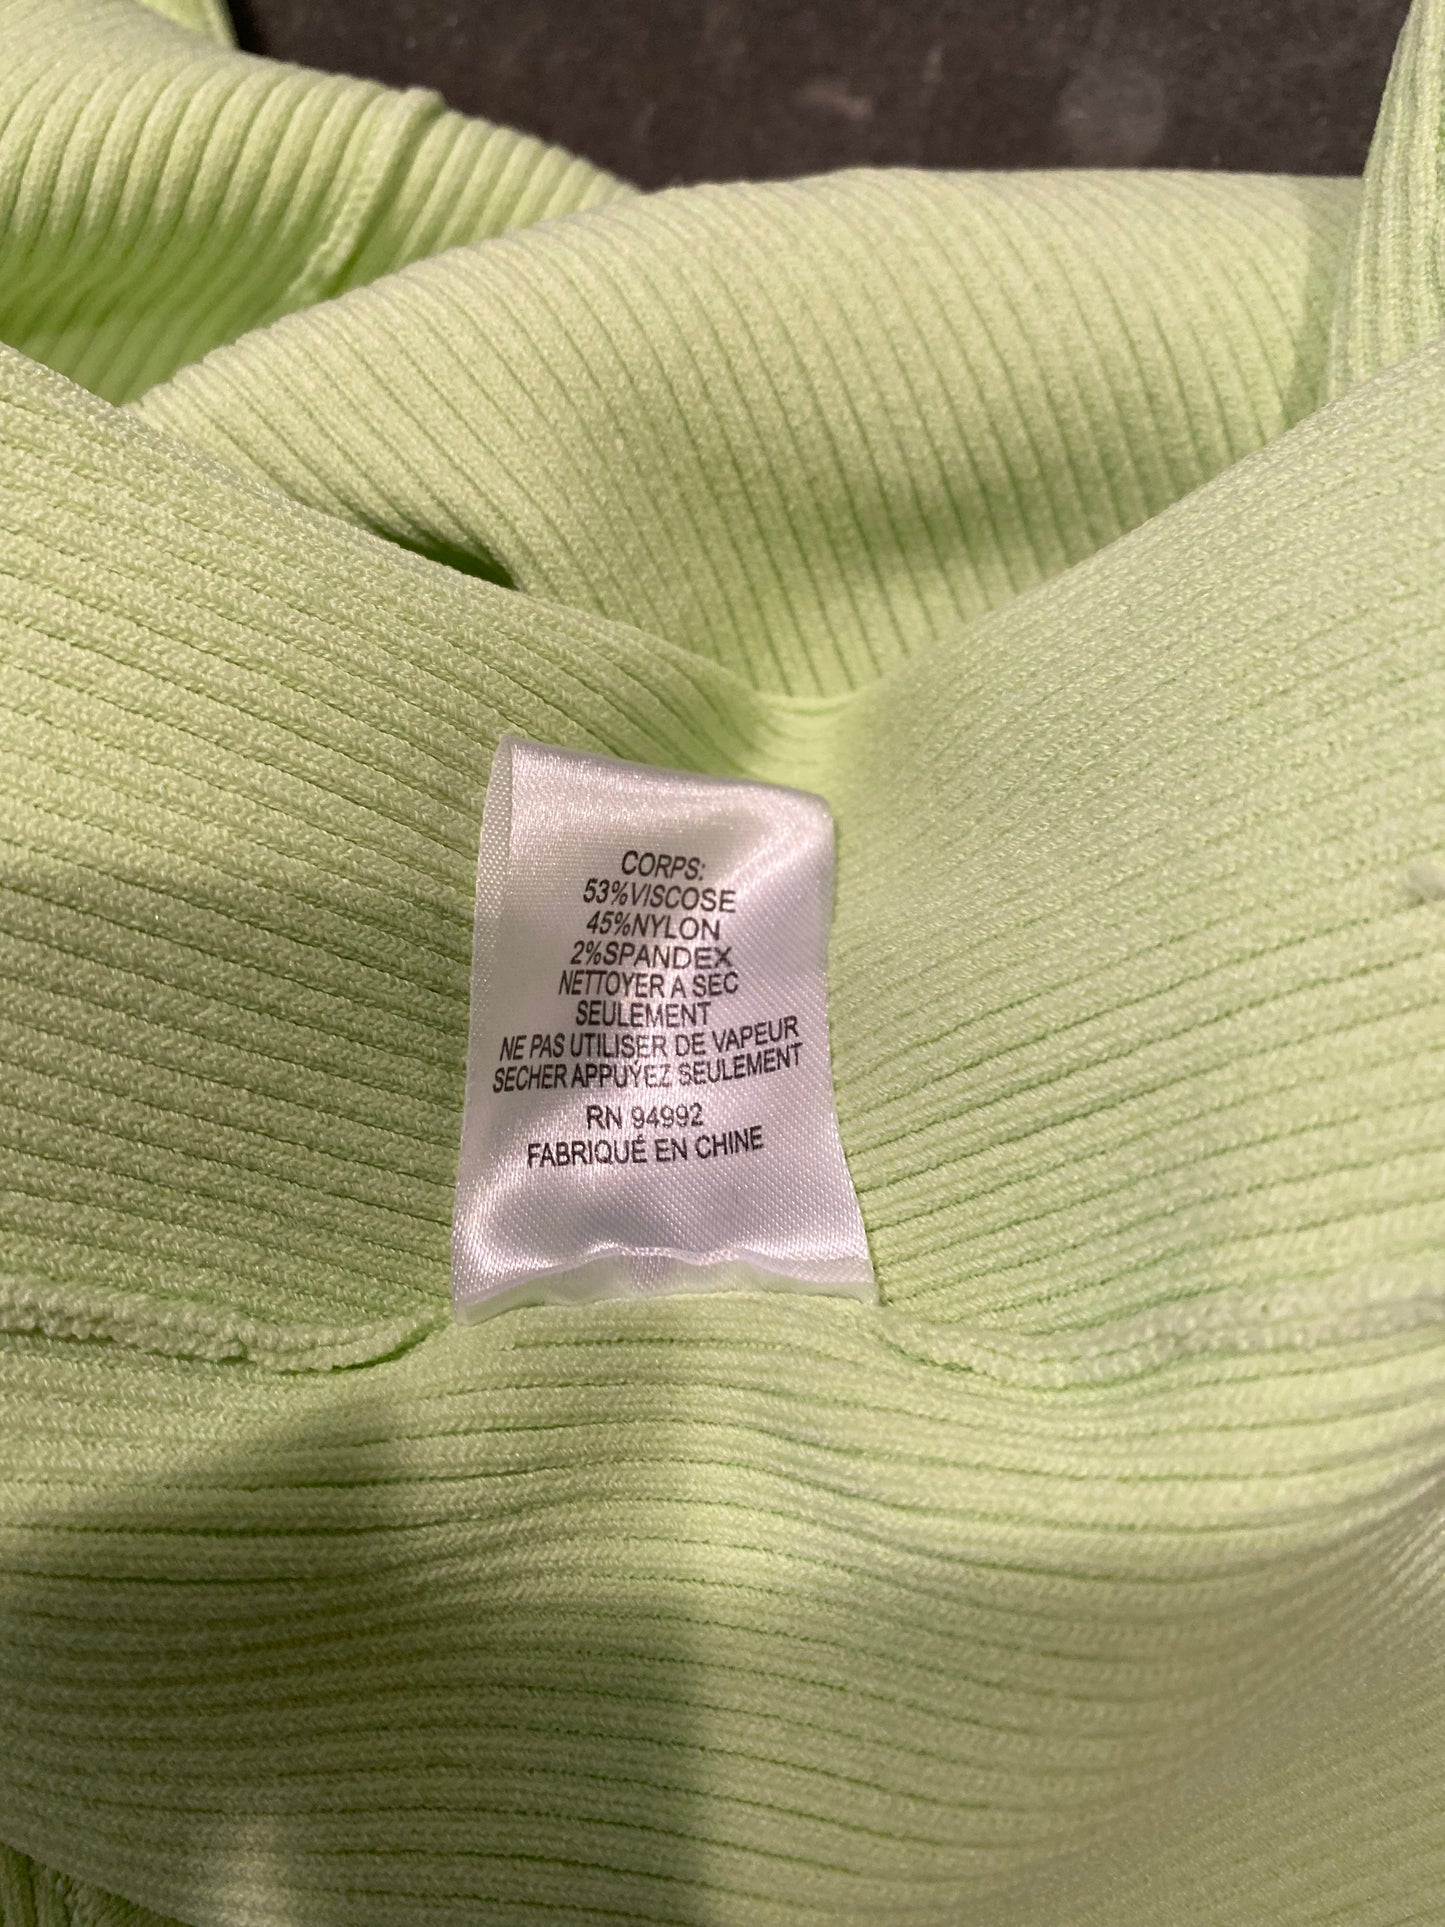 CORPS:
53%VISCOSE
45%NYLON
2%SPANDEX
NETTOYER A SEC
SEULEMENT
NE PAS UTILISER DE VAPEUR
SECHER APPUYEZ SEULEMENT
RN 94992
FABRIQUÉ EN CHINE